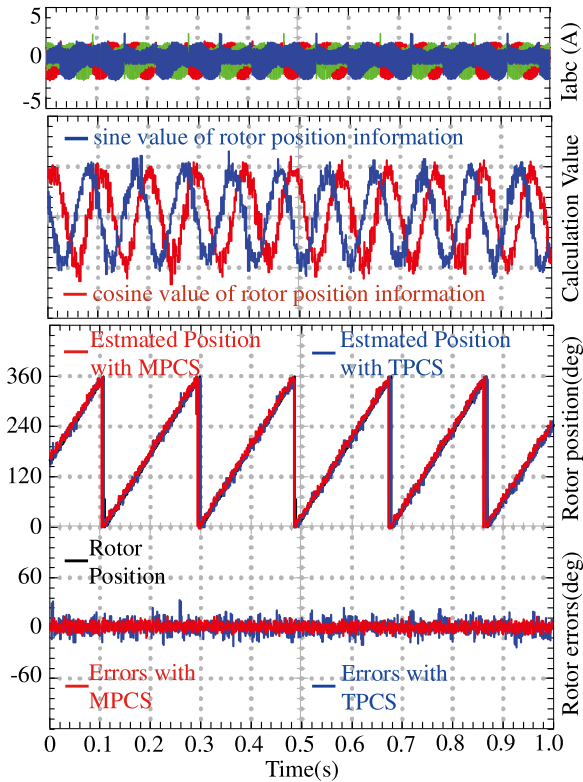 5
0
-5
Iabc (A)
sine value of rotor position information
cosine value of rotor position information
Calculation Value
Estmated Position
with MPCS
Estmated Position
with TPCS
360
240
120
0
Rotor position(deg)
Rotor
Position
60
0
-60
Rotor errors(deg)
Errors with
MPCS
Errors with
TPCS
0 0.1 0.2 0.3 0.4 0.5 0.6 0.7 0.8 0.9 1.0
Time(s)